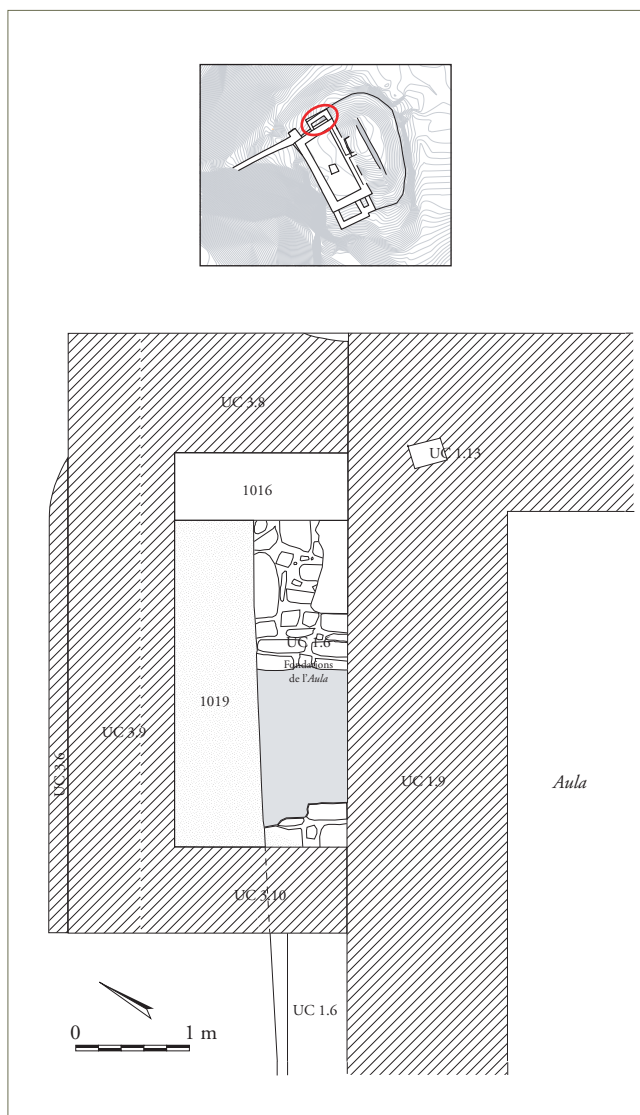 UC 3.8
UC 1.13
1016
UC 1.6
Fondations
de l'Aula
1019
UC 3.9
UC 3.6
UC 1.9
Aula
UC 3.10
UC 1.6
0 1 m